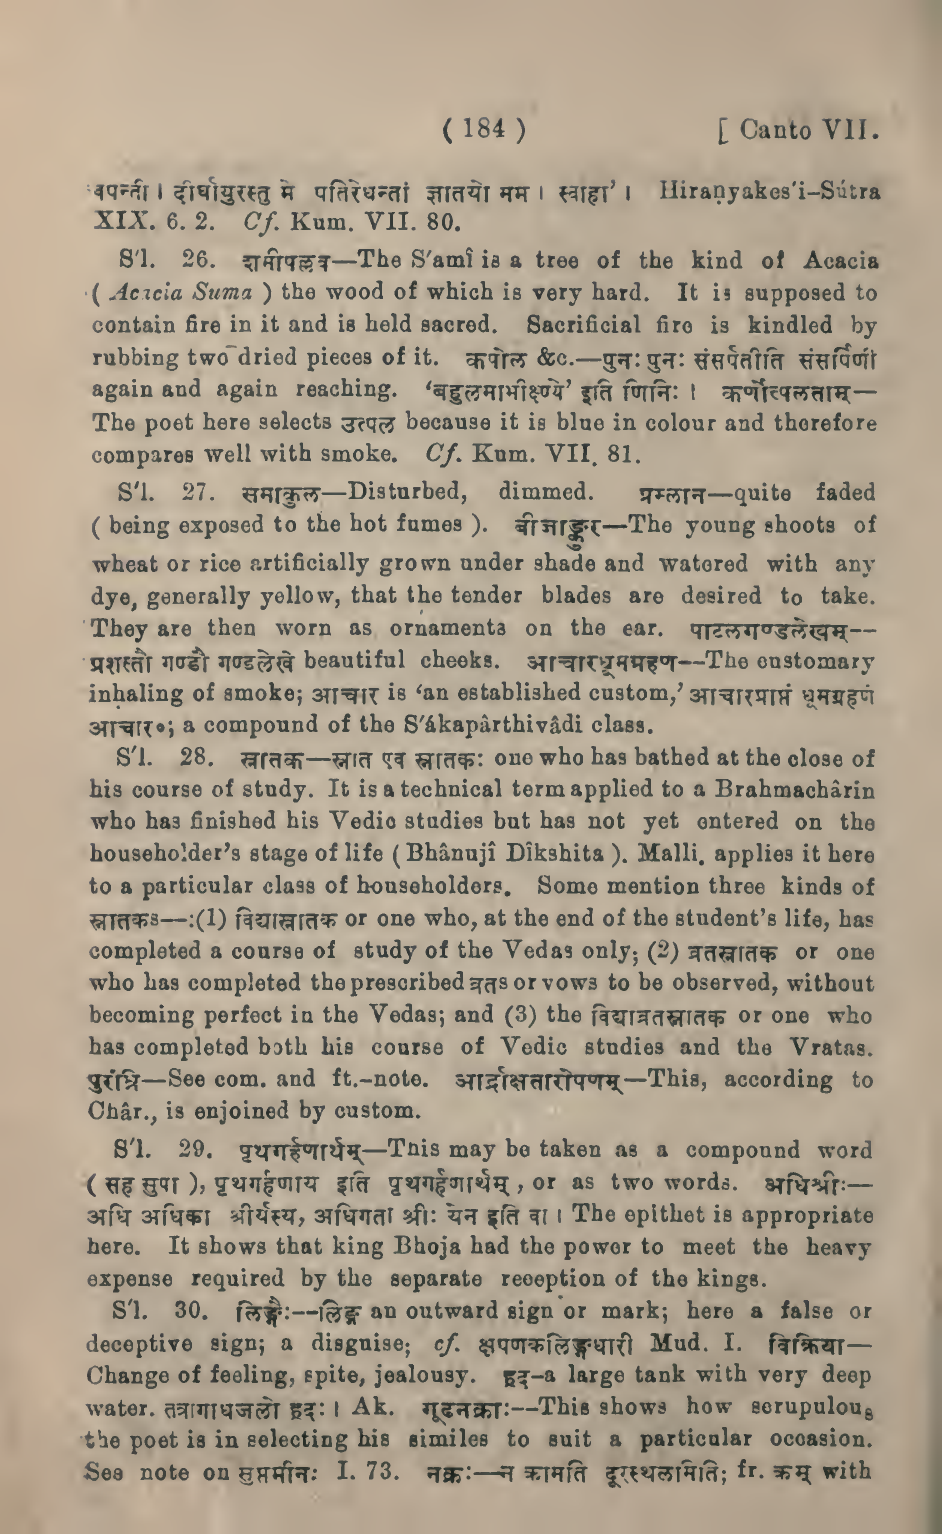 ( 184 ) [ Canto VII.
वपन्ती । दीर्घायुरस्तु मे पतिरेधन्तां ज्ञातयो मम । स्वाहा’ । Hiraṇyakes'i-Sútra
XIX. 6. 2. Cf. Kum. VII. 80.
S'l. 26. शमीपल्लव—The S'amî is a tree of the kind of Acacia
( Acacia Suma ) the wood of which is very hard. It is supposed to
contain fire in it and is held sacred. Sacrificial fire is kindled by
rubbing two dried pieces of it. कपोल &c.—पुनः पुनः संसर्पतीति संसर्पिणी
again and again reaching. ‘बहुलमाभीक्ष्ण्ये’ इति णिनिः । कर्णोत्पलताम्—
The poet here selects उत्पल because it is blue in colour and therefore
compares well with smoke. Cf. Kum. VII. 81.
S'l. 27. समाकुल—Disturbed, dimmed. प्रम्लान—quite faded
( being exposed to the hot fumes ). बीजाङ्कुर—The young shoots of
wheat or rice artificially grown under shade and watered with any
dye, generally yellow, that the tender blades are desired to take.
They are then worn as ornaments on the ear. पाटलगण्डलेखम्--
प्रशस्तौ गण्डौ गण्डलेखे beautiful cheeks. आचारधूमग्रहण--The customary
inhaling of smoke; आचार is ‘an established custom,’ आचारप्राप्तं धूमग्रहणं
आचार०; a compound of the S'ákapârthivâdi class.
S'l. 28. स्नातक—स्नात एव स्नातकः one who has bathed at the close of
his course of study. It is a technical term applied to a Brahmachârin
who has finished his Vedic studies but has not yet entered on the
householder's stage of life ( Bhânujî Dîkshita ). Malli. applies it here
to a particular class of householders. Some mention three kinds of
स्नातकs—:(1) विद्यास्नातक or one who, at the end of the student's life, has
completed a course of study of the Vedas only; (2) व्रतस्नातक or one
who has completed the prescribed व्रतs or vows to be observed, without
becoming perfect in the Vedas; and (3) the विद्याव्रतस्नातक or one who
has completed both his course of Vedic studies and the Vratas.
पुरंध्रि—See com. and ft.-note. आर्द्राक्षतारोपणम्—This, according to
Châr., is enjoined by custom.
S'l. 29. पृथगर्हणार्थम्—This may be taken as a compound word
( सह सुपा ), पृथगर्हणाय इति पृथगर्हणार्थम्, or as two words. अधिश्रीः—
अधि अधिका श्रीर्यस्य, अधिगता श्रीः येन इति वा । The epithet is appropriate
here. It shows that king Bhoja had the power to meet the heavy
expense required by the separate reception of the kings.
S'l. 30. लिङ्गैः--लिङ्ग an outward sign or mark; here a false or
deceptive sign; a disguise; cf. क्षपणकलिङ्गधारी Mud. I. विक्रिया—
Change of feeling, spite, jealousy. ह्रद-a large tank with very deep
water. तत्रागाधजलो ह्रदः । Ak. गूढनक्राः--This shows how scrupulous
the poet is in selecting his similes to suit a particular occasion.
See note on सुप्तमीनः I. 73. नक्रः—न क्रामति दूरस्थलमिति; fr. क्रम् with